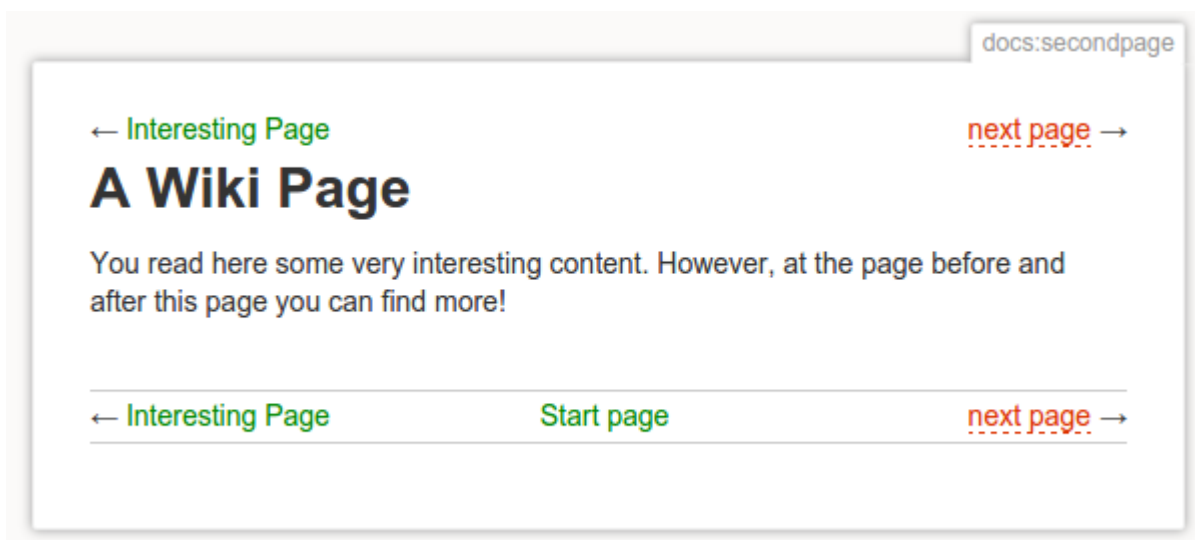 docs:secondpage
← Interesting Page next page →
A Wiki Page
You read here some very interesting content. However, at the page before and
after this page you can find more!
← Interesting Page Start page next page →